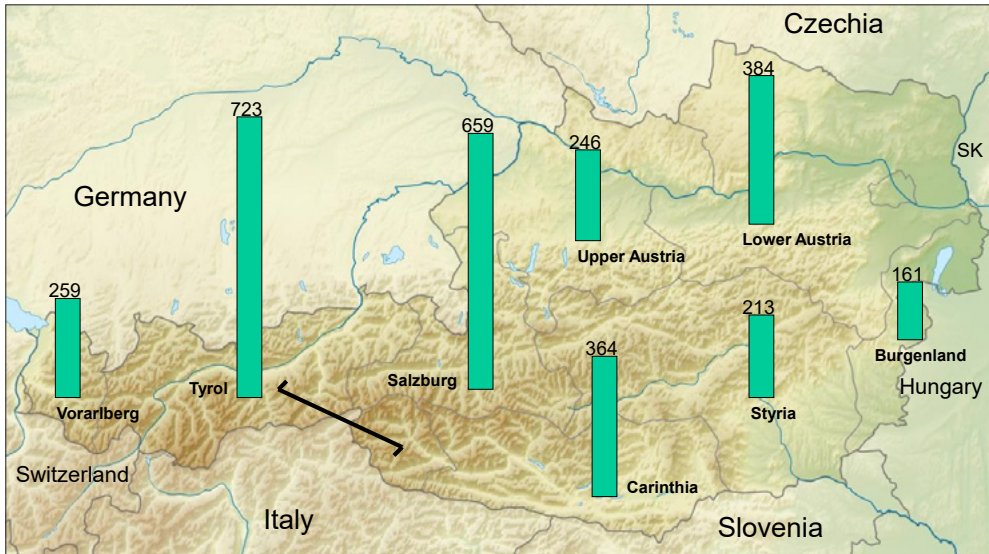 Czechia
384
723
659
246
SK
Germany
Lower Austria
Upper Austria
259
161
213
364
Burgenland
Salzburg
Tyrol
Hungary
Vorarlberg
Styria
Switzerland
Carinthia
Italy
Slovenia